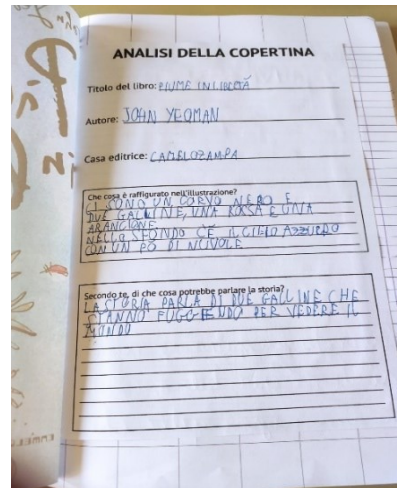 ANALISI DELLA COPERTINA
Titolo del libro: PIUME IN LIBERTÀ
Autore: JOHN YEOMAN
Casa editrice: CAMELOZAMPA
Che cosa è raffigurato nell'illustrazione?
CI SONO UN CORVO NERO E
DUE GALLINE, UNA ROSSA E UNA
ARANCIONE
NELLO SFONDO C'È IL CIELO AZZURRO
CON UN PO DI NUVOLE
Secondo te, di che cosa potrebbe parlare la storia?
LA STORIA PARLA DI DUE GALLINE CHE
STANNO FUGGENDO PER VEDERE IL
MONDO